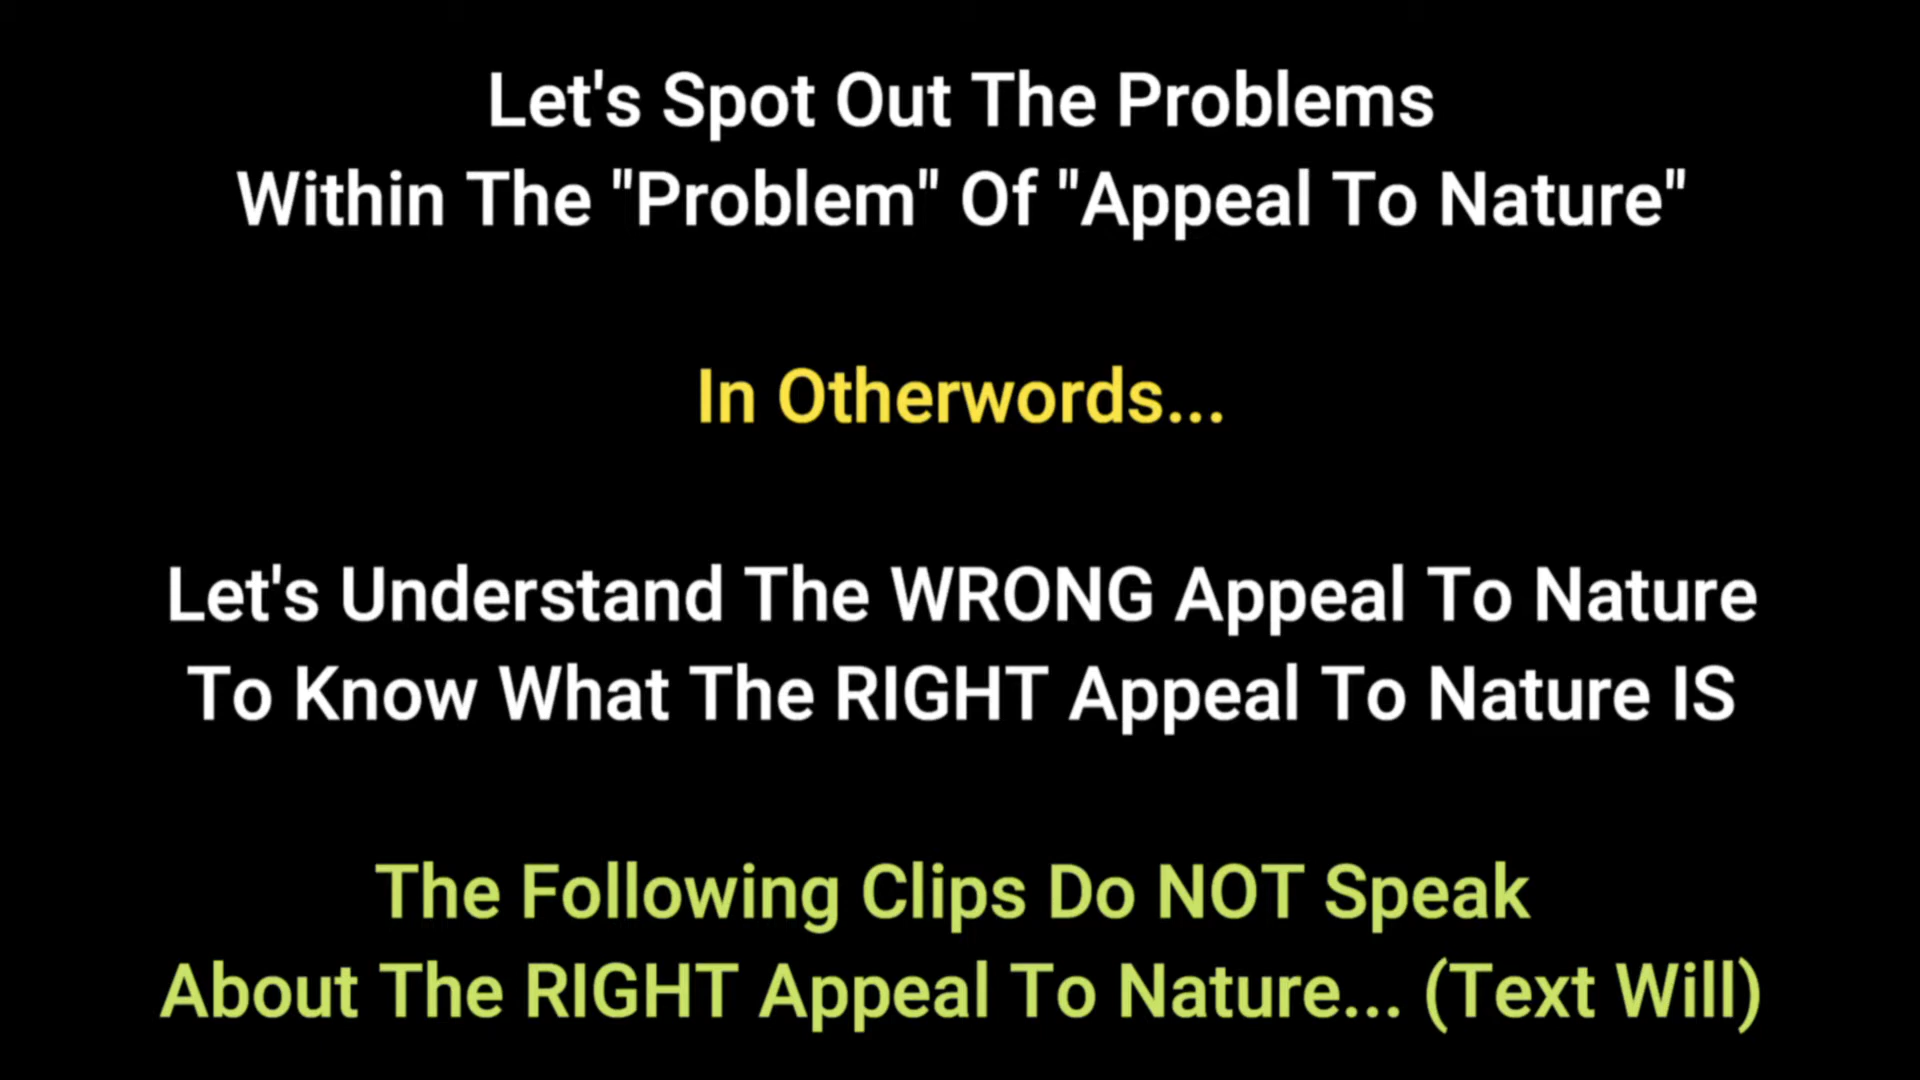 Let's Spot Out The Problems
Within The "Problem" Of "Appeal To Nature"
In Otherwords...
Let's Understand The WRONG Appeal To Nature
To Know What The RIGHT Appeal To Nature IS
The Following Clips Do NOT Speak
About The RIGHT Appeal To Nature... (Text Will)